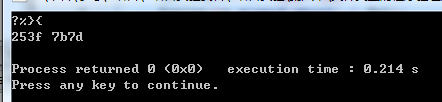 ?%}{
253f 7b7d
Process returned 0 (0x0)   execution time : 0.214 s
Press any key to continue.